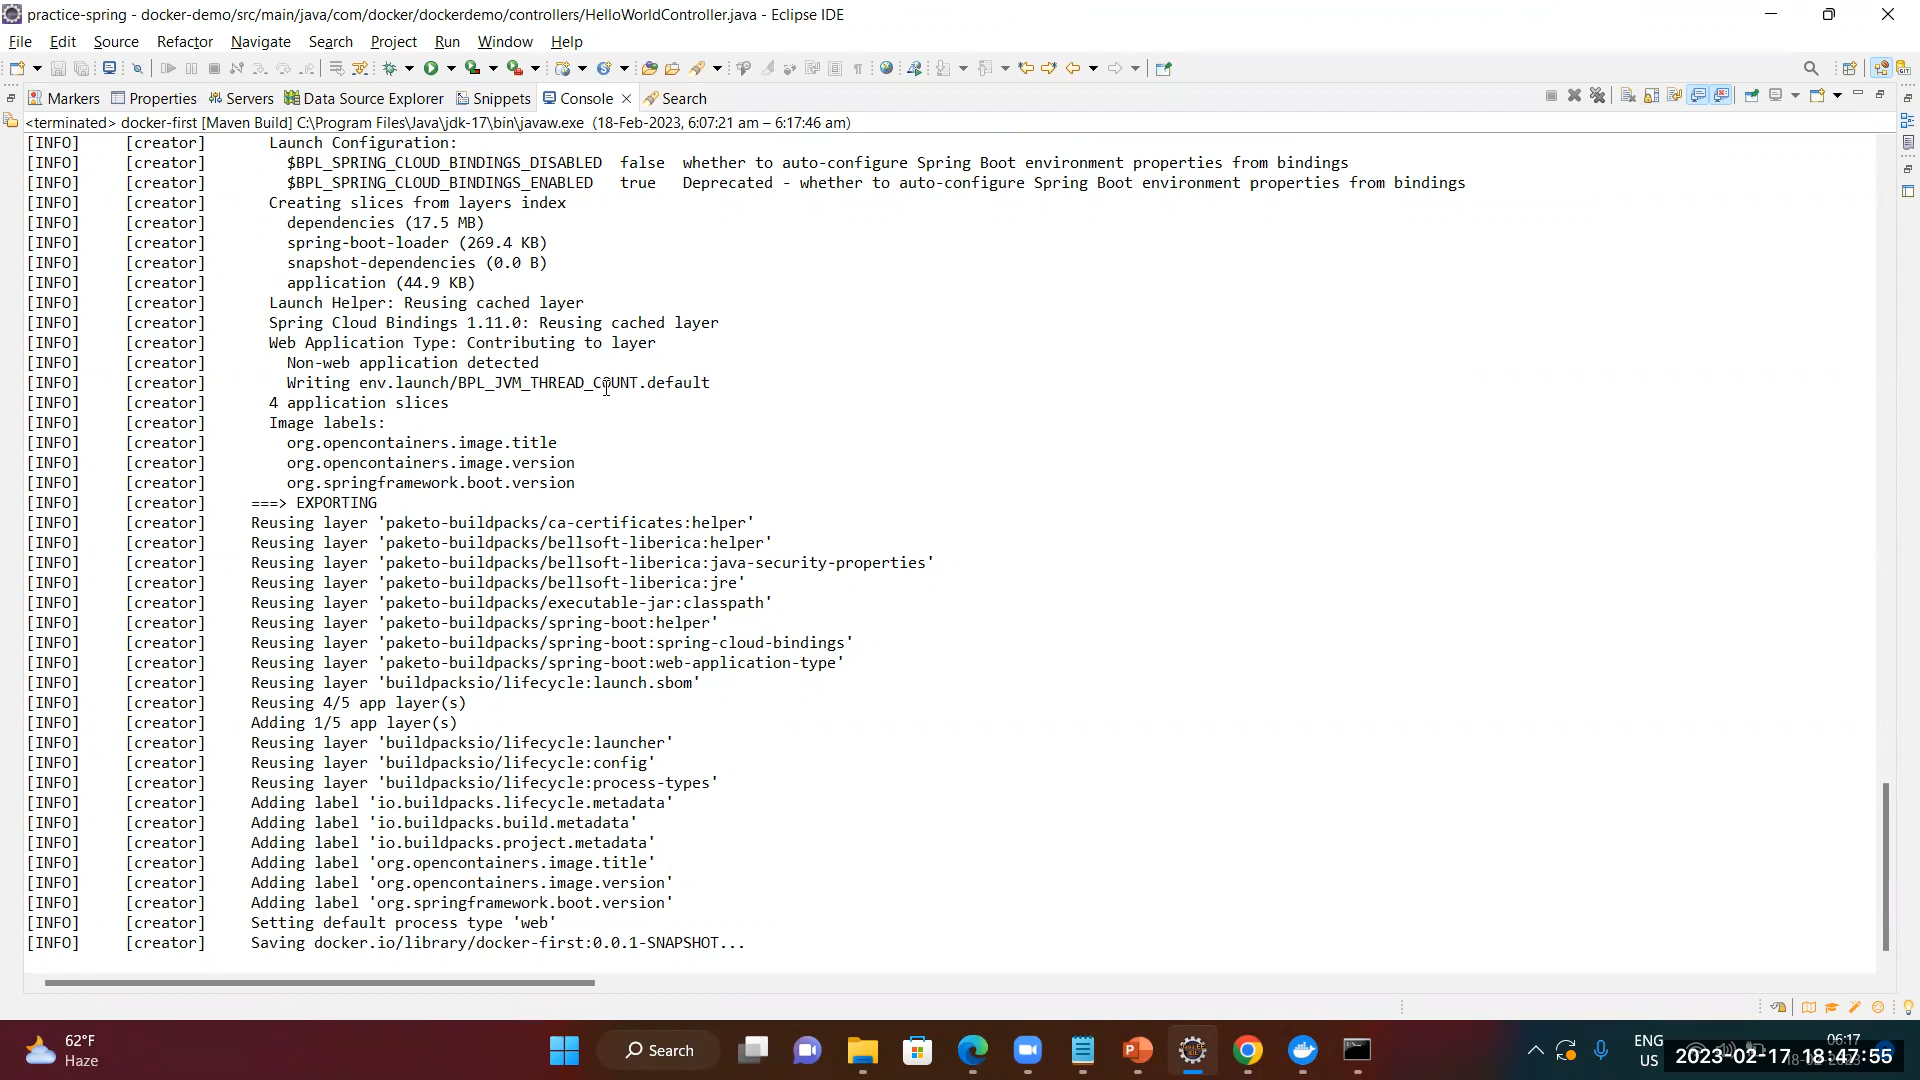 practice-spring - docker-demo/src/main/java/com/docker/dockerdemo/controllers/HelloWorldController.java - Eclipse IDE
File Edit Source Refactor Navigate Search Project Run Window Help
Markers Properties Servers Data Source Explorer Snippets Console Search
<terminated> docker-first [Maven Build] C:\Program Files\Java\jdk-17\bin\javaw.exe (18-Feb-2023, 6:07:21 am – 6:17:46 am)
[INFO] [creator] Launch Configuration:
[INFO] [creator] $BPL_SPRING_CLOUD_BINDINGS_DISABLED false whether to auto-configure Spring Boot environment properties from bindings
[INFO] [creator] $BPL_SPRING_CLOUD_BINDINGS_ENABLED true Deprecated - whether to auto-configure Spring Boot environment properties from bindings
[INFO] [creator] Creating slices from layers index
[INFO] [creator] dependencies (17.5 MB)
[INFO] [creator] spring-boot-loader (269.4 KB)
[INFO] [creator] snapshot-dependencies (0.0 B)
[INFO] [creator] application (44.9 KB)
[INFO] [creator] Launch Helper: Reusing cached layer
[INFO] [creator] Spring Cloud Bindings 1.11.0: Reusing cached layer
[INFO] [creator] Web Application Type: Contributing to layer
[INFO] [creator] Non-web application detected
[INFO] [creator] Writing env.launch/BPL_JVM_THREAD_COUNT.default
[INFO] [creator] 4 application slices
[INFO] [creator] Image labels:
[INFO] [creator] org.opencontainers.image.title
[INFO] [creator] org.opencontainers.image.version
[INFO] [creator] org.springframework.boot.version
[INFO] [creator] ===> EXPORTING
[INFO] [creator] Reusing layer 'paketo-buildpacks/ca-certificates:helper'
[INFO] [creator] Reusing layer 'paketo-buildpacks/bellsoft-liberica:helper'
[INFO] [creator] Reusing layer 'paketo-buildpacks/bellsoft-liberica:java-security-properties'
[INFO] [creator] Reusing layer 'paketo-buildpacks/bellsoft-liberica:jre'
[INFO] [creator] Reusing layer 'paketo-buildpacks/executable-jar:classpath'
[INFO] [creator] Reusing layer 'paketo-buildpacks/spring-boot:helper'
[INFO] [creator] Reusing layer 'paketo-buildpacks/spring-boot:spring-cloud-bindings'
[INFO] [creator] Reusing layer 'paketo-buildpacks/spring-boot:web-application-type'
[INFO] [creator] Reusing layer 'buildpacksio/lifecycle:launch.sbom'
[INFO] [creator] Reusing 4/5 app layer(s)
[INFO] [creator] Adding 1/5 app layer(s)
[INFO] [creator] Reusing layer 'buildpacksio/lifecycle:launcher'
[INFO] [creator] Reusing layer 'buildpacksio/lifecycle:config'
[INFO] [creator] Reusing layer 'buildpacksio/lifecycle:process-types'
[INFO] [creator] Adding label 'io.buildpacks.lifecycle.metadata'
[INFO] [creator] Adding label 'io.buildpacks.build.metadata'
[INFO] [creator] Adding label 'io.buildpacks.project.metadata'
[INFO] [creator] Adding label 'org.opencontainers.image.title'
[INFO] [creator] Adding label 'org.opencontainers.image.version'
[INFO] [creator] Adding label 'org.springframework.boot.version'
[INFO] [creator] Setting default process type 'web'
[INFO] [creator] Saving docker.io/library/docker-first:0.0.1-SNAPSHOT...
62°F
Haze
Search
ENG
US
06:17
2023-02-17 18:47:55